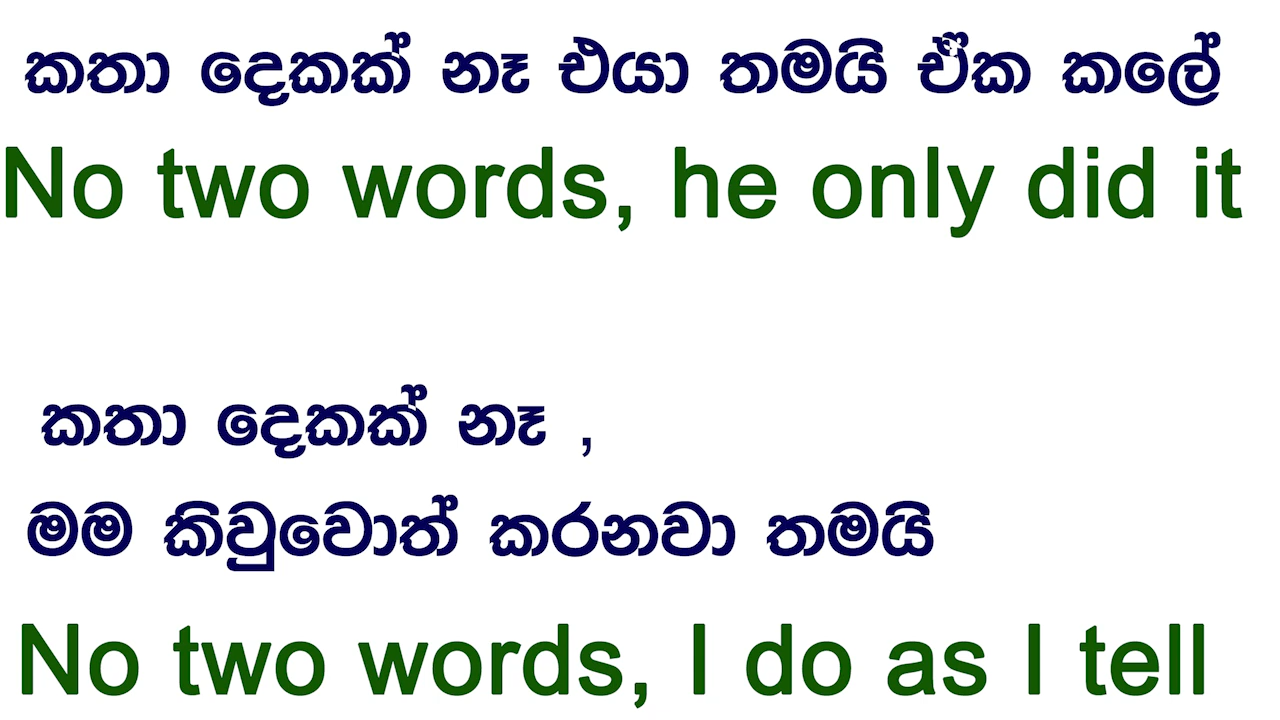 කතා දෙකක් නෑ එයා තමයි ඒක කලේ
No two words, he only did it
කතා දෙකක් නෑ ,
මම කිවුවොත් කරනවා තමයි
No two words, I do as I tell